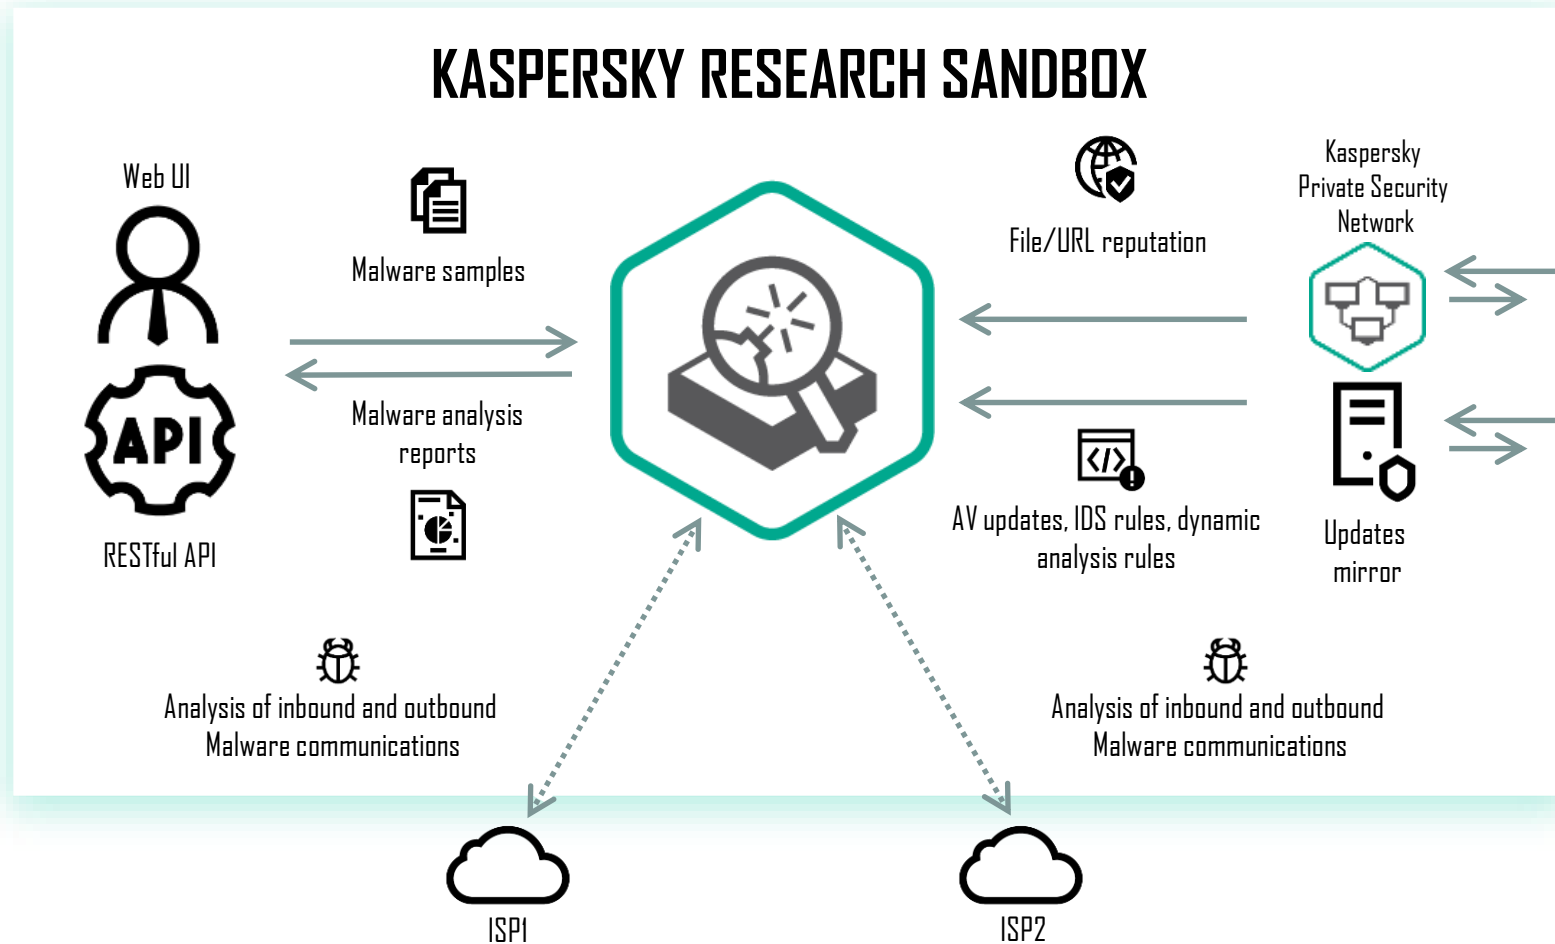 KASPERSKY RESEARCH SANDBOX
Web UI
Malware samples
File/URL reputation
Kaspersky
Private Security
Network
API
RESTful API
Malware analysis
reports
AV updates, IDS rules, dynamic
analysis rules
Updates
mirror
Analysis of inbound and outbound
Malware communications
Analysis of inbound and outbound
Malware communications
ISP1
ISP2